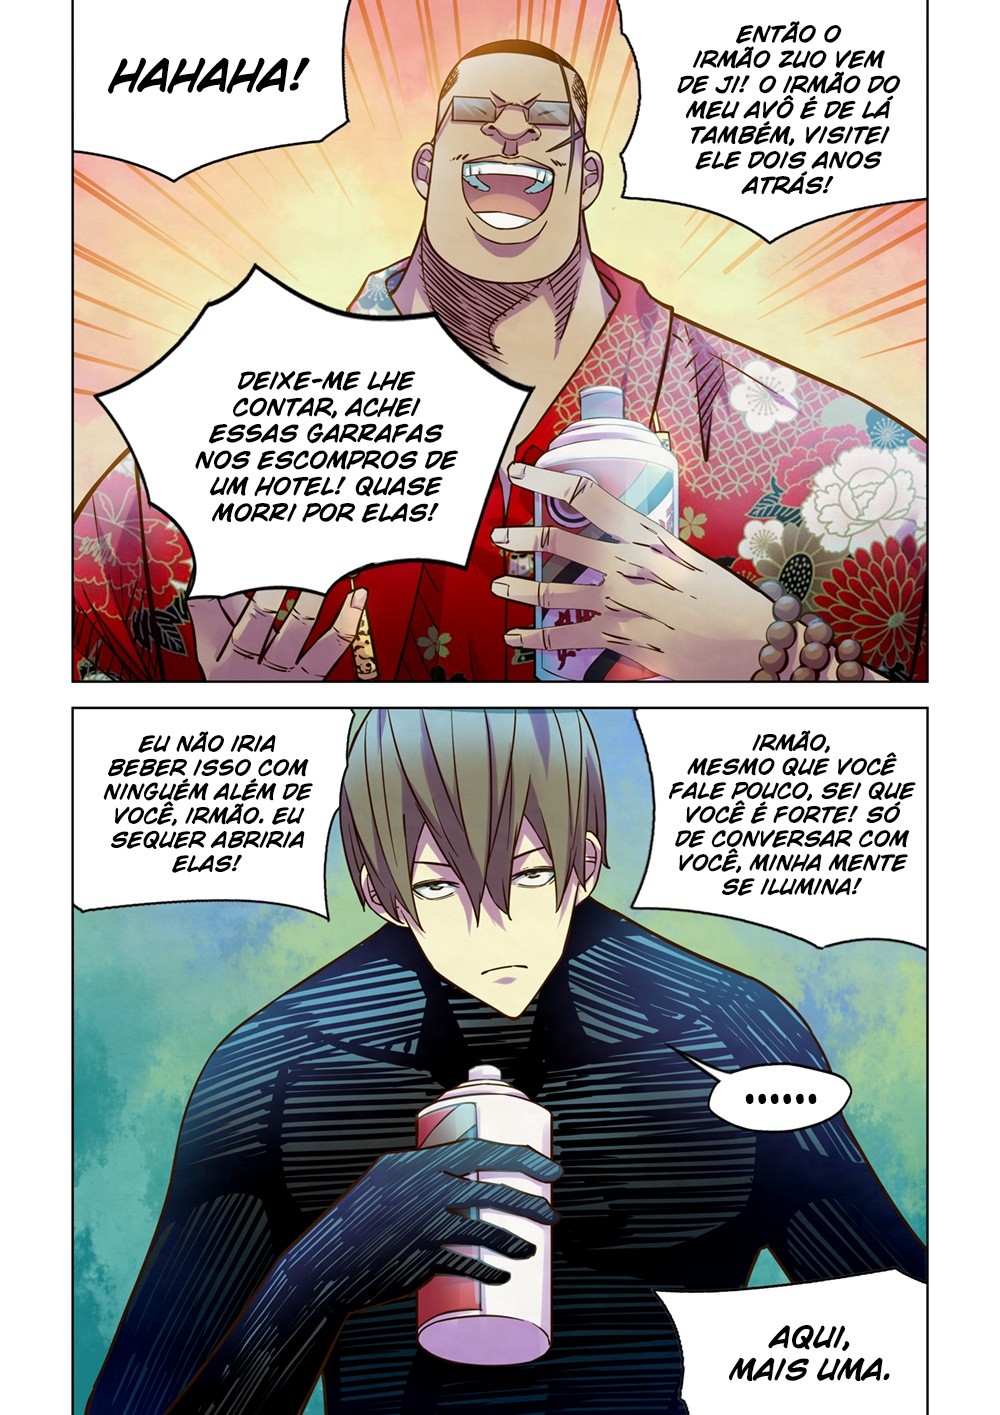 HAHAHA!
ENTÃO O
IRMÃO ZUO VEM
DE JI! O IRMÃO DO
MEU AVÔ É DE LÁ
TAMBÉM, VISITEI
ELE DOIS ANOS
ATRÁS!
DEIXE-ME LHE
CONTAR, ACHEI
ESSAS GARRAFAS
NOS ESCOMPROS DE
UM HOTEL! QUASE
MORRI POR ELAS!
EU NÃO IRIA
BEBER ISSO COM
NINGUÉM ALÉM DE
VOCÊ, IRMÃO. EU
SEQUER ABRIRIA
ELAS!
IRMÃO,
MESMO QUE VOCÊ
FALE POUCO, SEI QUE
VOCÊ É FORTE! SÓ
DE CONVERSAR COM
VOCÊ, MINHA MENTE
SE ILUMINA!
......
AQUI,
MAIS UMA.